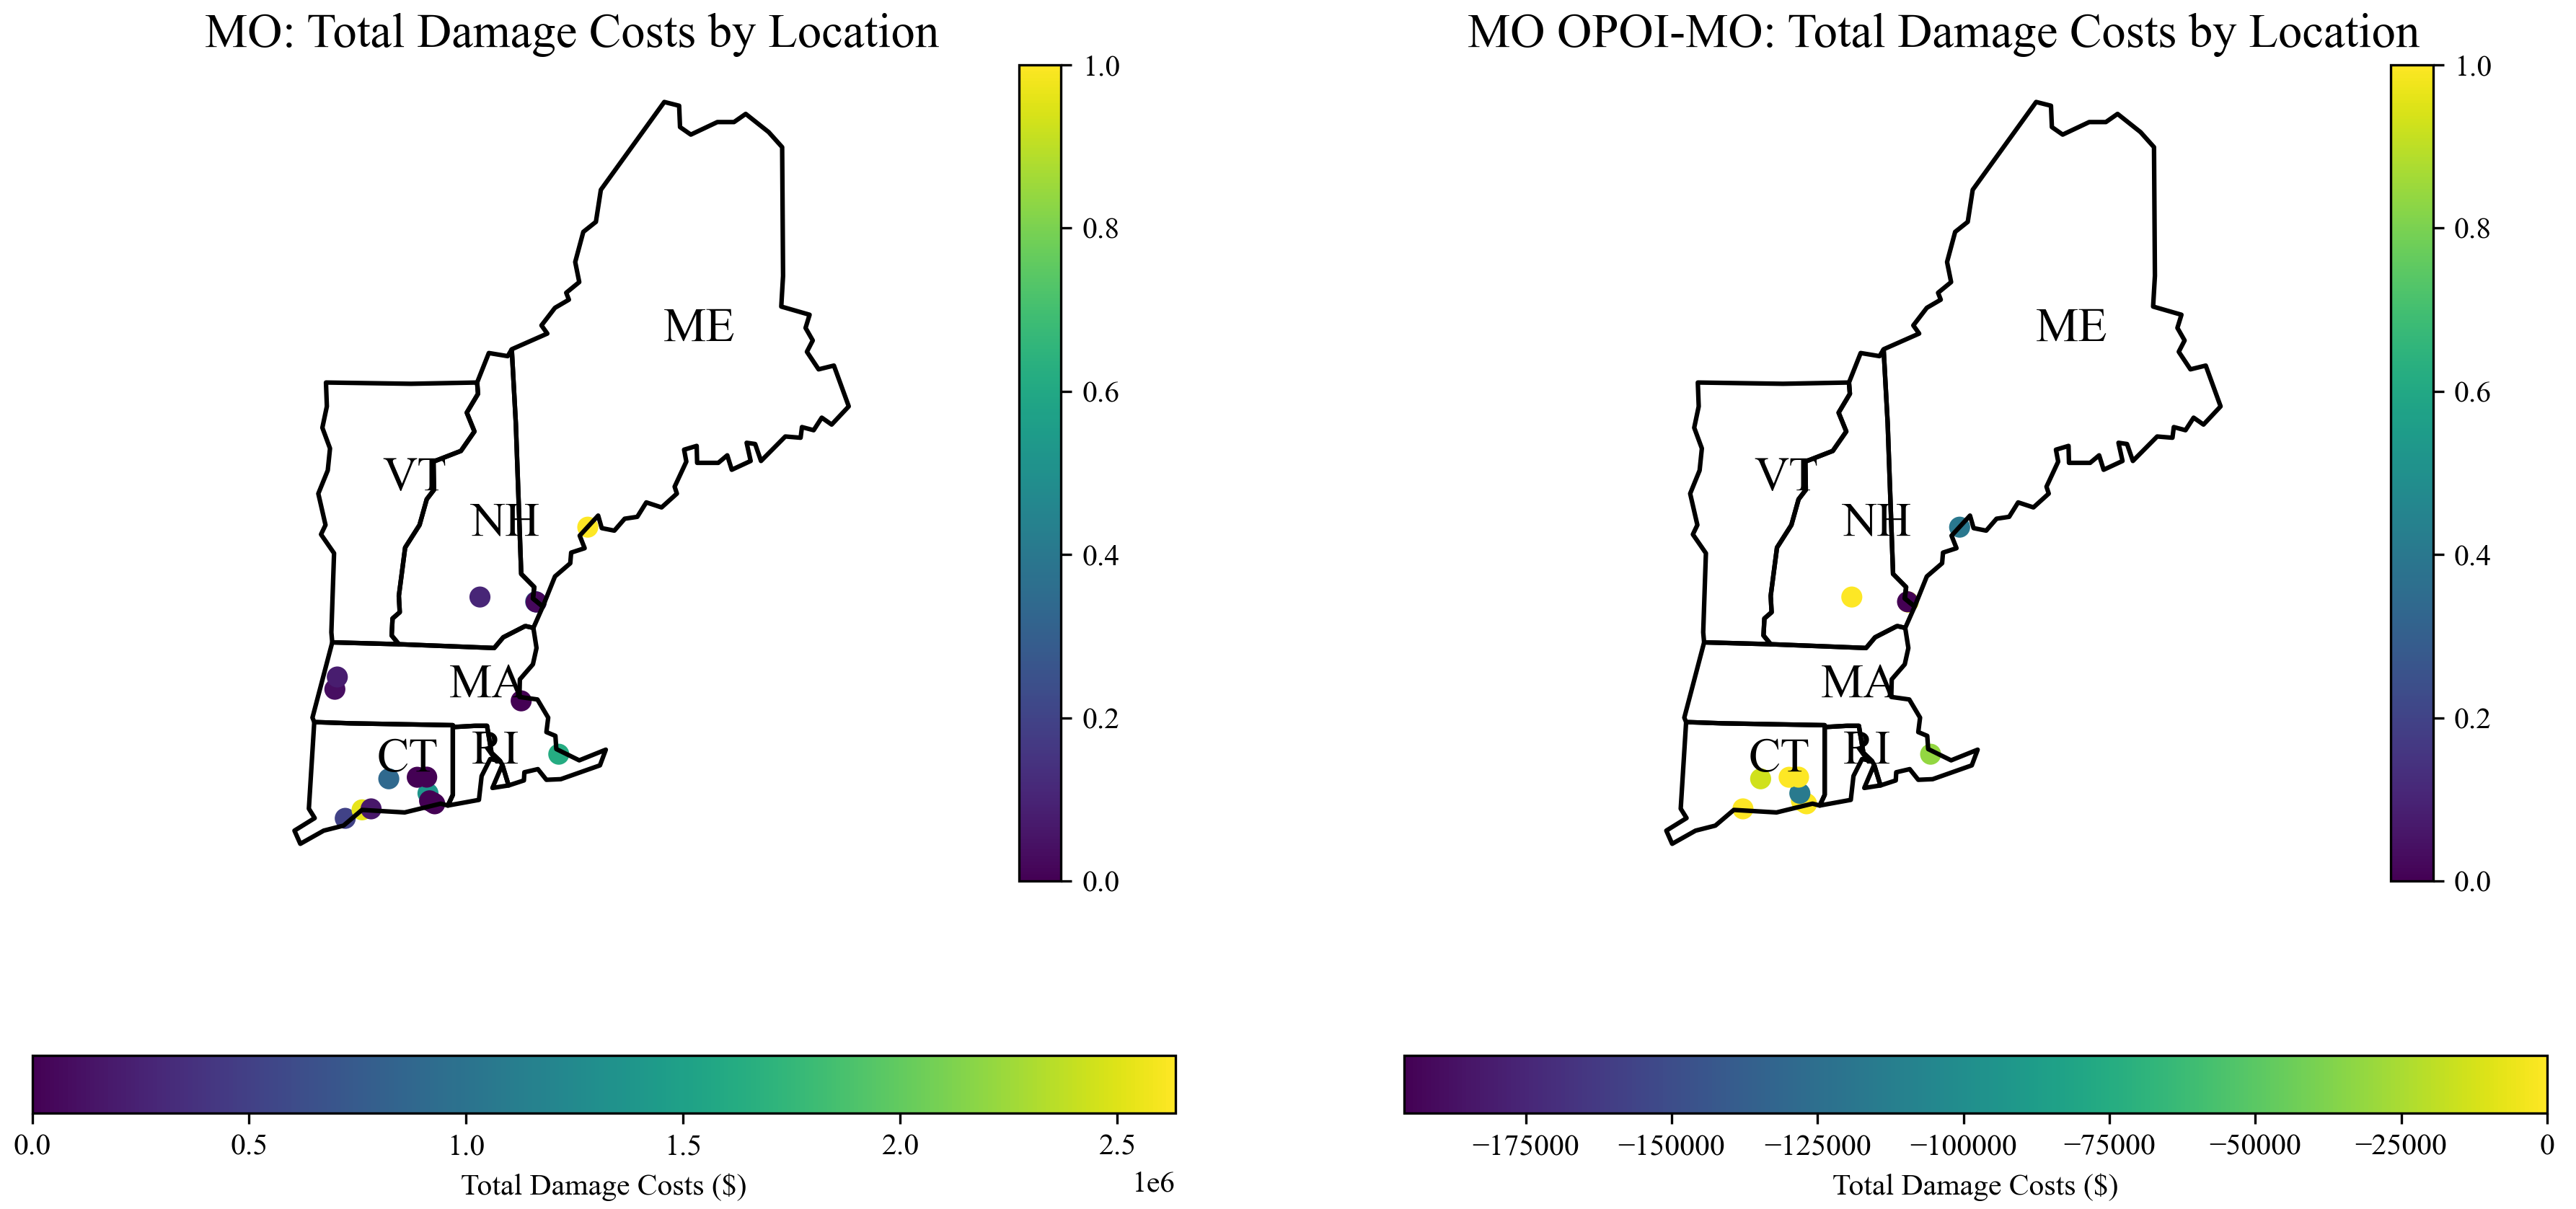 MO: Total Damage Costs by Location
1.0
0.8
0.6
0.4
0.2
0.0
ME
VT
NH
MA
CT
RI
0.0 0.5 1.0 1.5 2.0 2.5
1e6
Total Damage Costs ($)
MO OPOI-MO: Total Damage Costs by Location
1.0
0.8
0.6
0.4
0.2
0.0
ME
VT
NH
MA
CT
RI
−175000 −150000 −125000 −100000 −75000 −50000 −25000 0
Total Damage Costs ($)